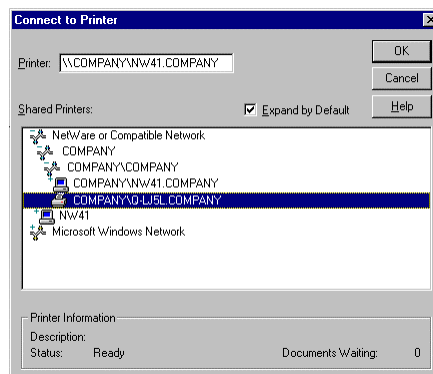 Connect to Printer
Printer: \\COMPANY\NW41.COMPANY
OK
Cancel
Help
Shared Printers:
Expand by Default
NetWare or Compatible Network
COMPANY
COMPANY\COMPANY
COMPANY\NW41.COMPANY
COMPANY\Q-LJ5L.COMPANY
NW41
Microsoft Windows Network
Printer Information
Description:
Status: Ready
Documents Waiting: 0